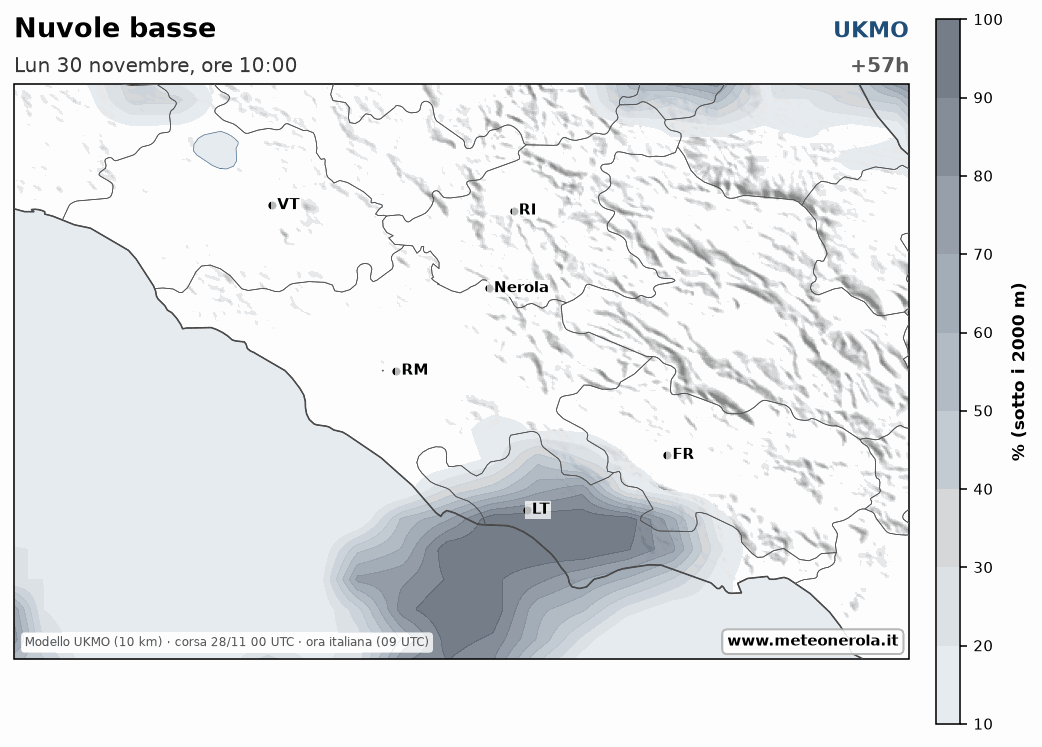 Nuvole basse
UKMO
Lun 30 novembre, ore 10:00
+57h
VT
RI
Nerola
RM
FR
LT
Modello UKMO (10 km) · corsa 28/11 00 UTC · ora italiana (09 UTC)
www.meteonerola.it
100
90
80
70
60
50
40
30
20
10
% (sotto i 2000 m)